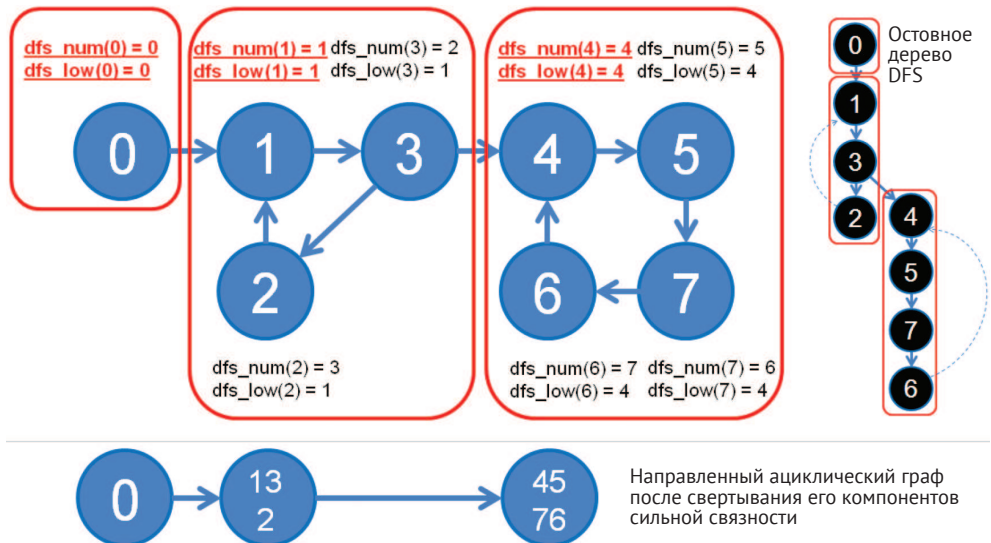 dfs_num(0) = 0
dfs_low(0) = 0
dfs_num(1) = 1
dfs_low(1) = 1
dfs_num(3) = 2
dfs_low(3) = 1
dfs_num(4) = 4
dfs_low(4) = 4
dfs_num(5) = 5
dfs_low(5) = 4
0
1
3
4
5
2
6
7
dfs_num(2) = 3
dfs_low(2) = 1
dfs_num(6) = 7
dfs_low(6) = 4
dfs_num(7) = 6
dfs_low(7) = 4
0
1
3
2
4
5
7
6
Остовное
дерево
DFS
0
13
2
45
76
Направленный ациклический граф
после свертывания его компонентов
сильной связности